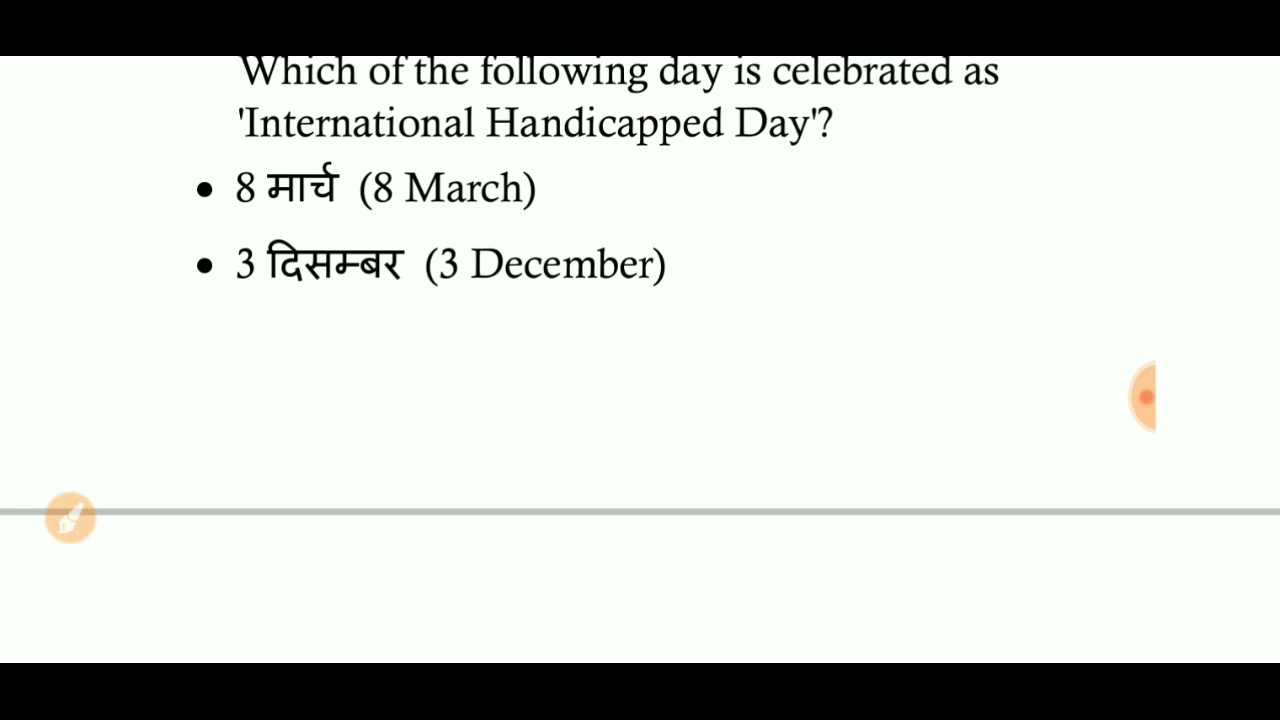 Which of the following day is celebrated as
'International Handicapped Day'?
• 8 मार्च (8 March)
• 3 दिसम्बर (3 December)